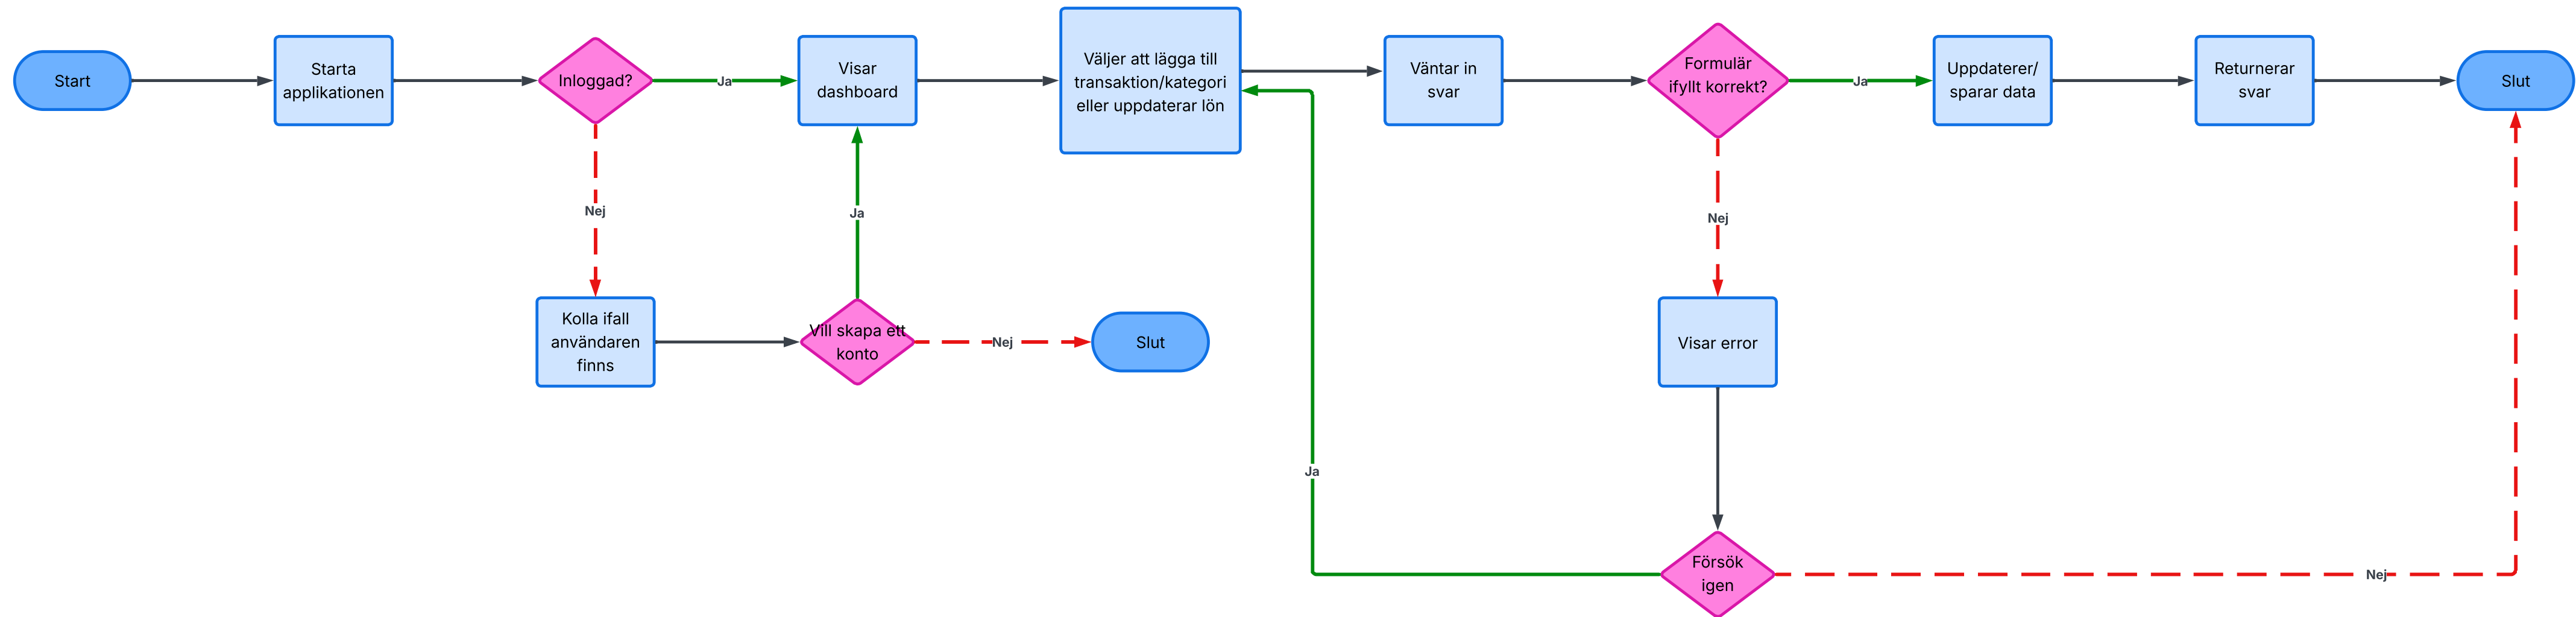 Start
Starta
applikationen
Inloggad?
Ja
Visar
dashboard
Väljer att lägga till
transaktion/kategori
eller uppdaterar lön
Väntar in
svar
Formulär
ifyllt korrekt?
Ja
Uppdaterer/
sparar data
Returnerar
svar
Slut
Nej
Ja
Nej
Kolla ifall
användaren
finns
Vill skapa ett
konto
Nej
Slut
Visar error
Ja
Försök
igen
Nej